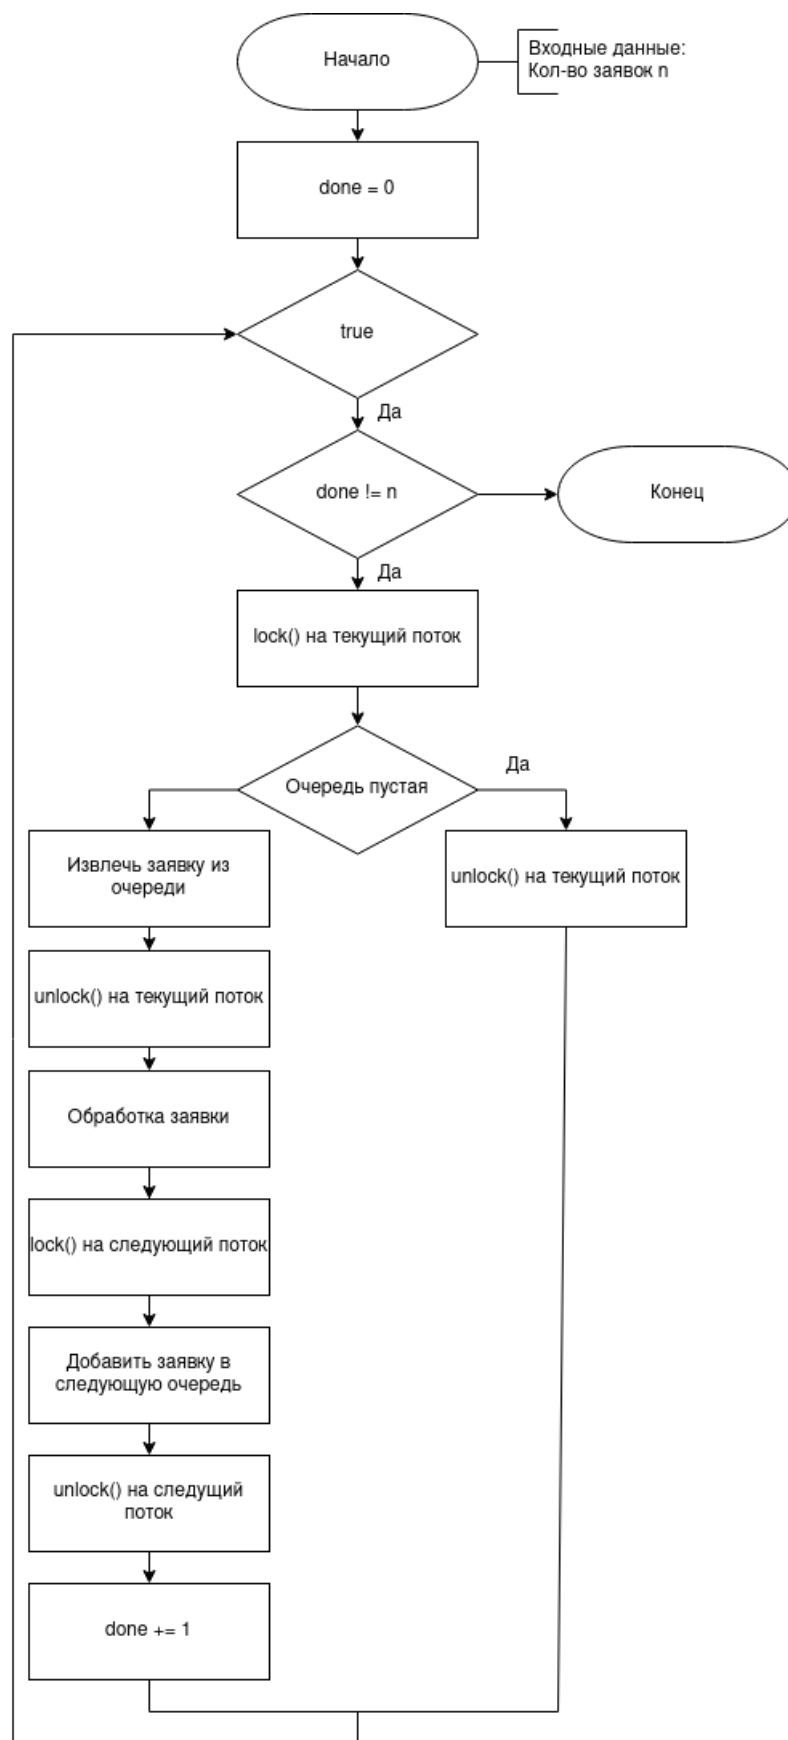 Начало
Входные данные:
Кол-во заявок n
done = 0
true
Да
done != n
Конец
Да
lock() на текущий поток
Очередь пустая
Да
Извлечь заявку из
очереди
unlock() на текущий поток
unlock() на текущий поток
Обработка заявки
lock() на следующий поток
Добавить заявку в
следующую очередь
unlock() на следущий
поток
done += 1